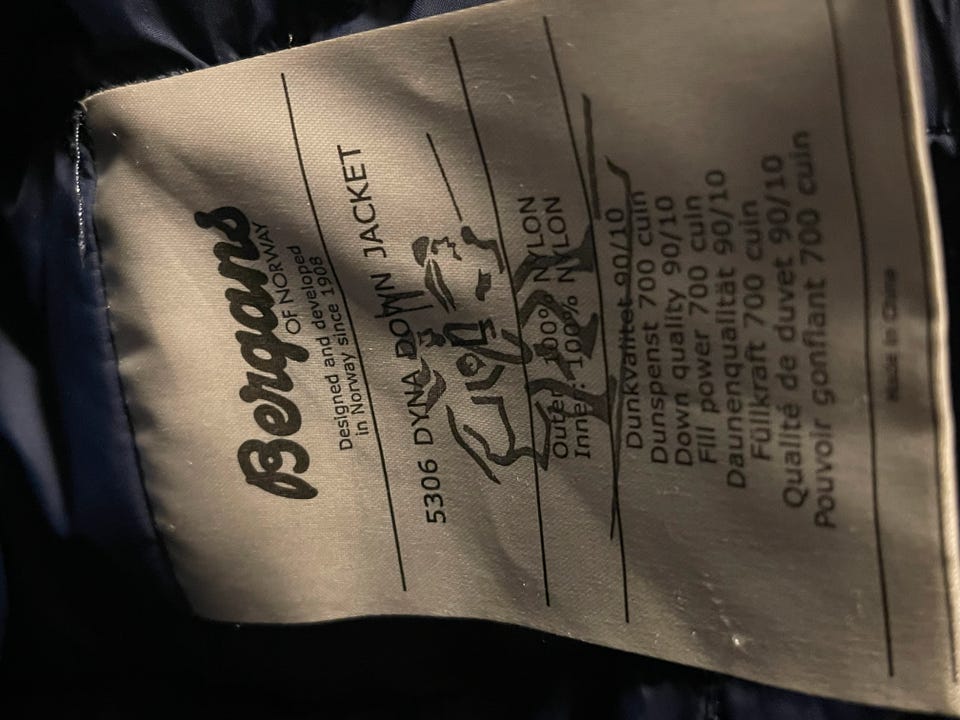 Bergans
OF NORWAY
Designed and developed
in Norway since 1908
5306 DYNA DOWN JACKET
Outer: 100% NYLON
Inner: 100% NYLON
Dunkvalitet 90/10
Dunspenst 700 cuin
Down quality 90/10
Fill power 700 cuin
Daunenqualität 90/10
Füllkraft 700 cuin
Qualité de duvet 90/10
Pouvoir gonfiant 700 cuin
Made in China